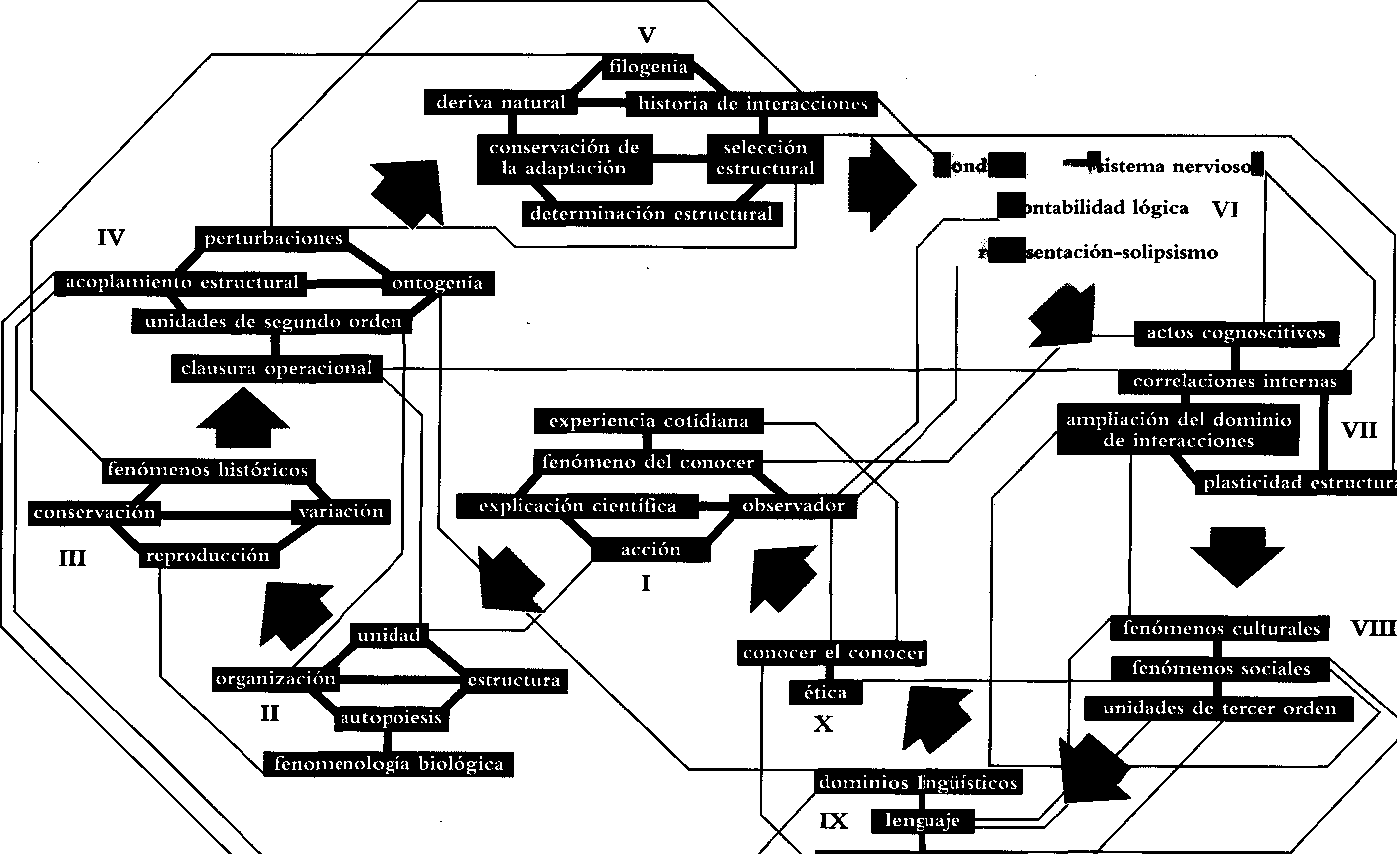 V
filogenia
deriva natural
historia de interacciones
conservación de
la adaptación
selección
estructural
determinación estructural
sistema nervioso
lógica
VI
IV
perturbaciones
acoplamiento estructural
ontogenia
unidades de segundo orden
clausura operacional
actos cognoscitivos
correlaciones internas
ampliación del dominio
de interacciones
VII
plasticidad
experiencia cotidiana
fenómeno del conocer
explicación científica
observador
acción
I
fenómenos históricos
conservación
variación
reproducción
III
unidad
organización
estructura
II
autopoiesis
fenomenología biológica
fenómenos culturales
VIII
fenómenos sociales
unidades de tercer orden
conocer el conocer
ética
X
dominios lingüísticos
IX
lenguaje